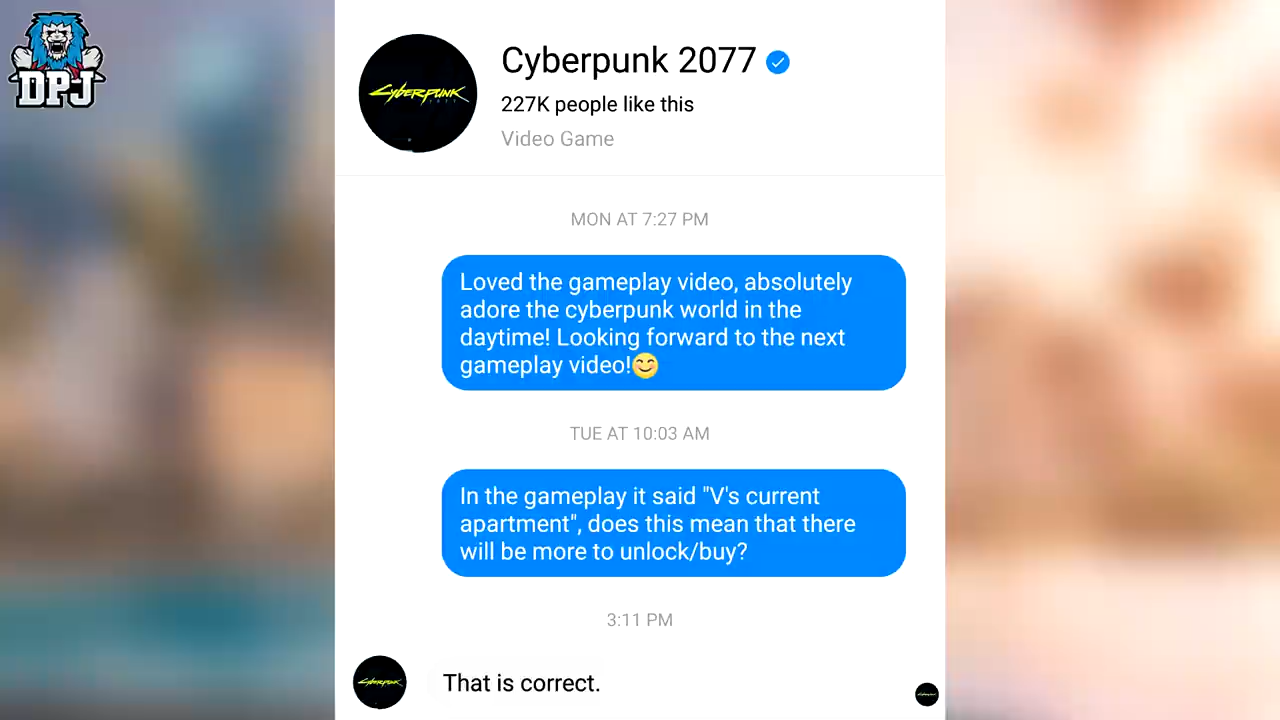 DPJ
CYBERPUNK
2077
Cyberpunk 2077
227K people like this
Video Game
MON AT 7:27 PM
Loved the gameplay video, absolutely
adore the cyberpunk world in the
daytime! Looking forward to the next
gameplay video!😊
TUE AT 10:03 AM
In the gameplay it said "V's current
apartment", does this mean that there
will be more to unlock/buy?
3:11 PM
CYBERPUNK
That is correct.